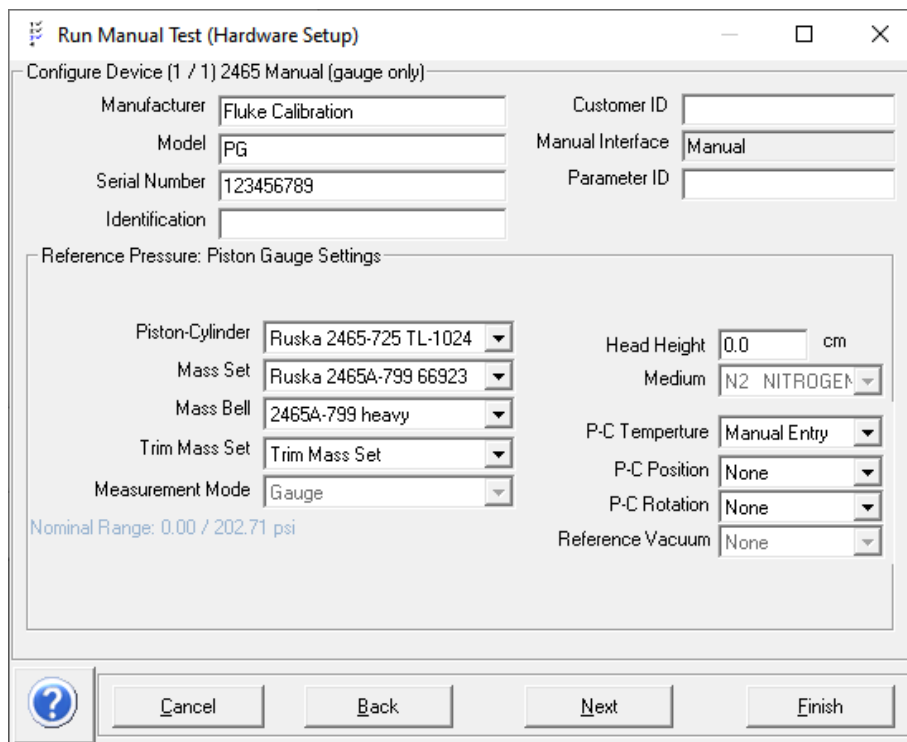 Run Manual Test (Hardware Setup)
Configure Device (1 / 1) 2465 Manual (gauge only)
Manufacturer Fluke Calibration
Model PG
Serial Number 123456789
Identification
Customer ID
Manual Interface Manual
Parameter ID
Reference Pressure: Piston Gauge Settings
Piston-Cylinder Ruska 2465-725 TL-1024
Mass Set Ruska 2465A-799 66923
Mass Bell 2465A-799 heavy
Trim Mass Set Trim Mass Set
Measurement Mode Gauge
Nominal Range: 0.00 / 202.71 psi
Head Height 0.0 cm
Medium N2 NITROGEN
P-C Temperture Manual Entry
P-C Position None
P-C Rotation None
Reference Vacuum None
?
Cancel
Back
Next
Finish